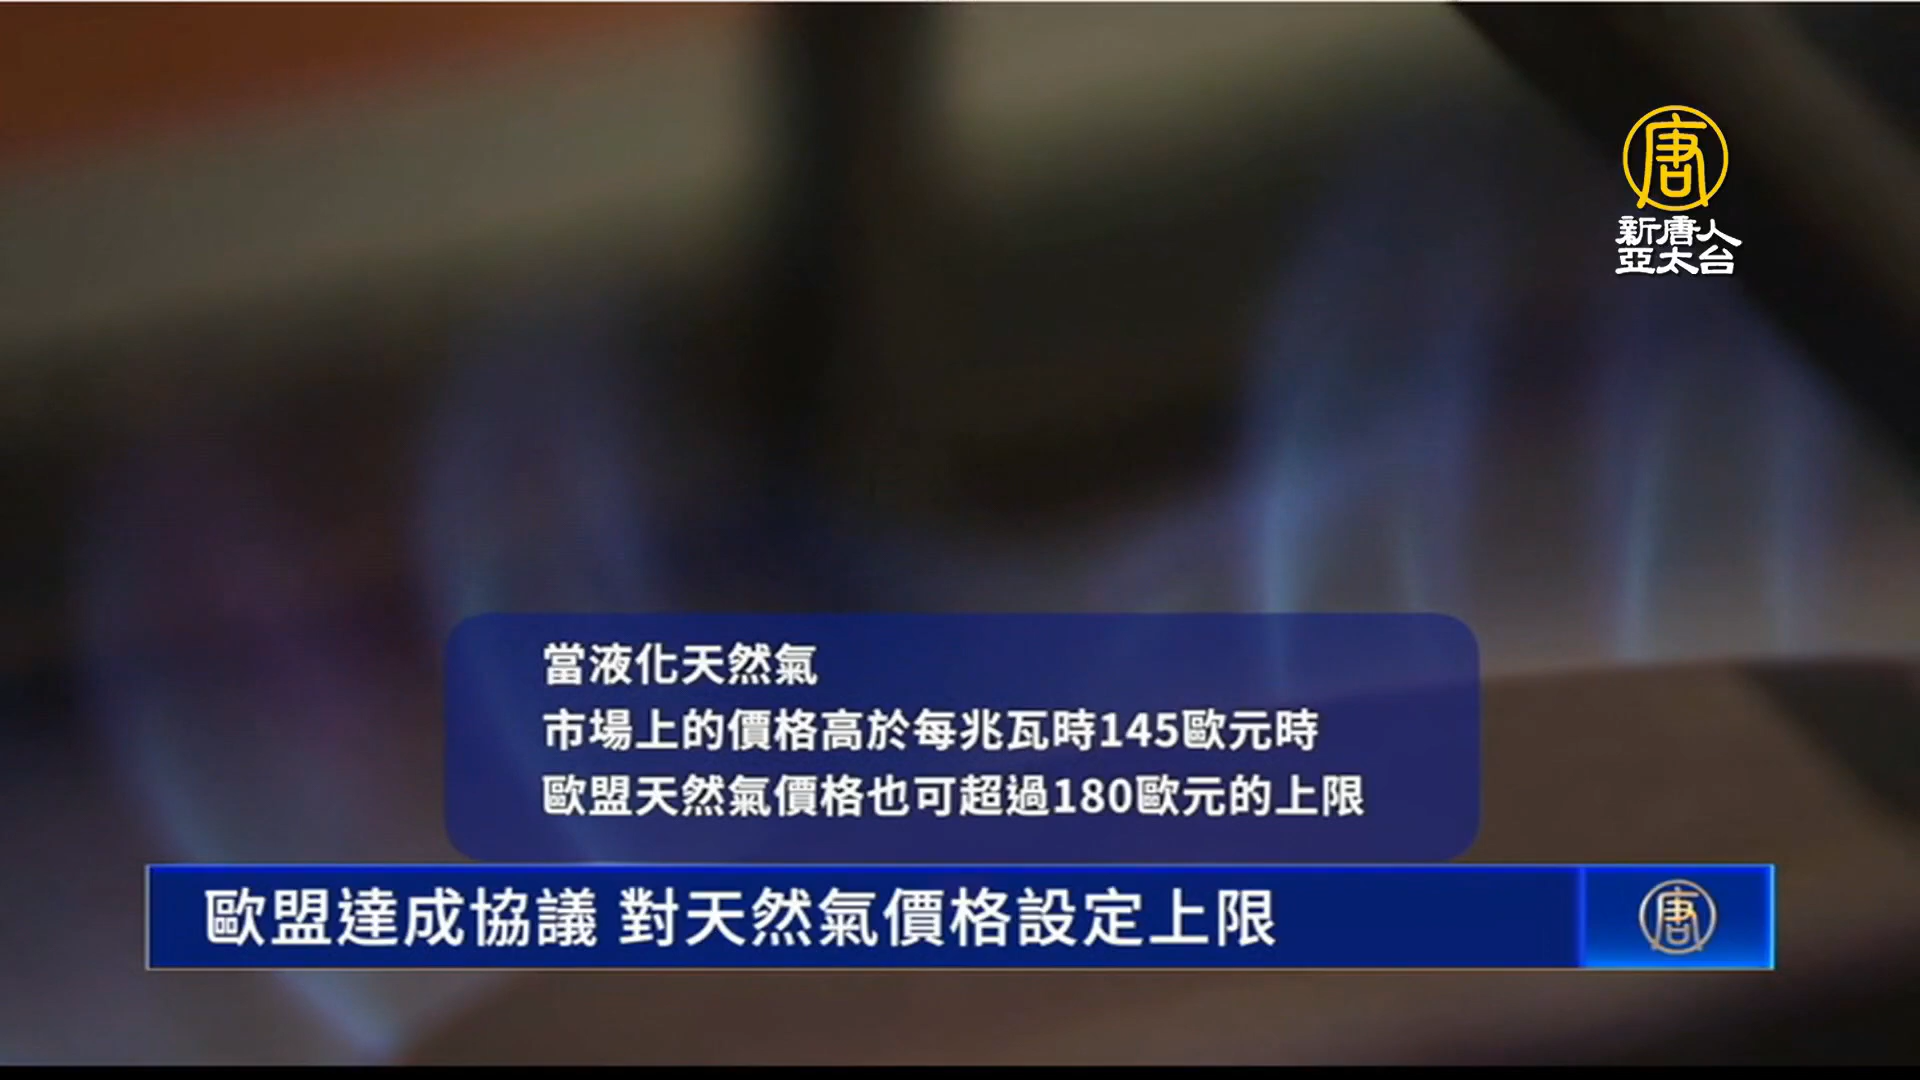 唐
新唐人
亞太台
當液化天然氣
市場上的價格高於每兆瓦時145歐元時
歐盟天然氣價格也可超過180歐元的上限
歐盟達成協議 對天然氣價格設定上限
唐